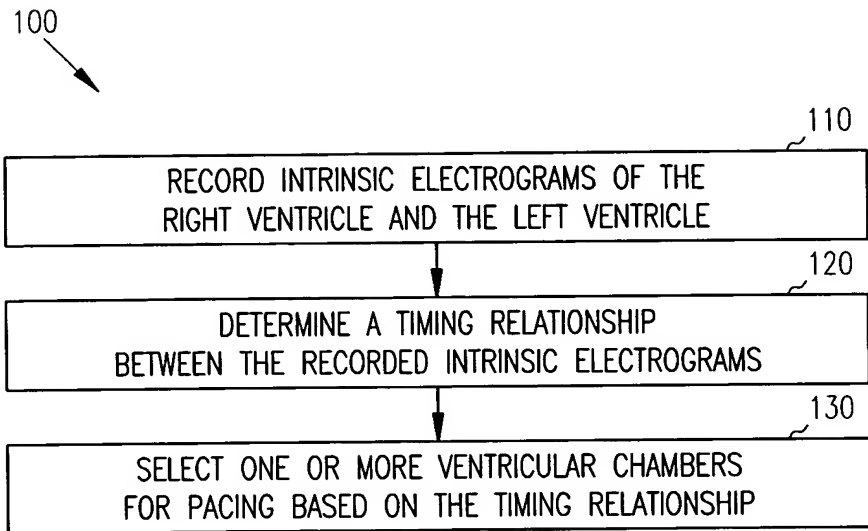 100
110
RECORD INTRINSIC ELECTROGRAMS OF THE
RIGHT VENTRICLE AND THE LEFT VENTRICLE
120
DETERMINE A TIMING RELATIONSHIP
BETWEEN THE RECORDED INTRINSIC ELECTROGRAMS
130
SELECT ONE OR MORE VENTRICULAR CHAMBERS
FOR PACING BASED ON THE TIMING RELATIONSHIP